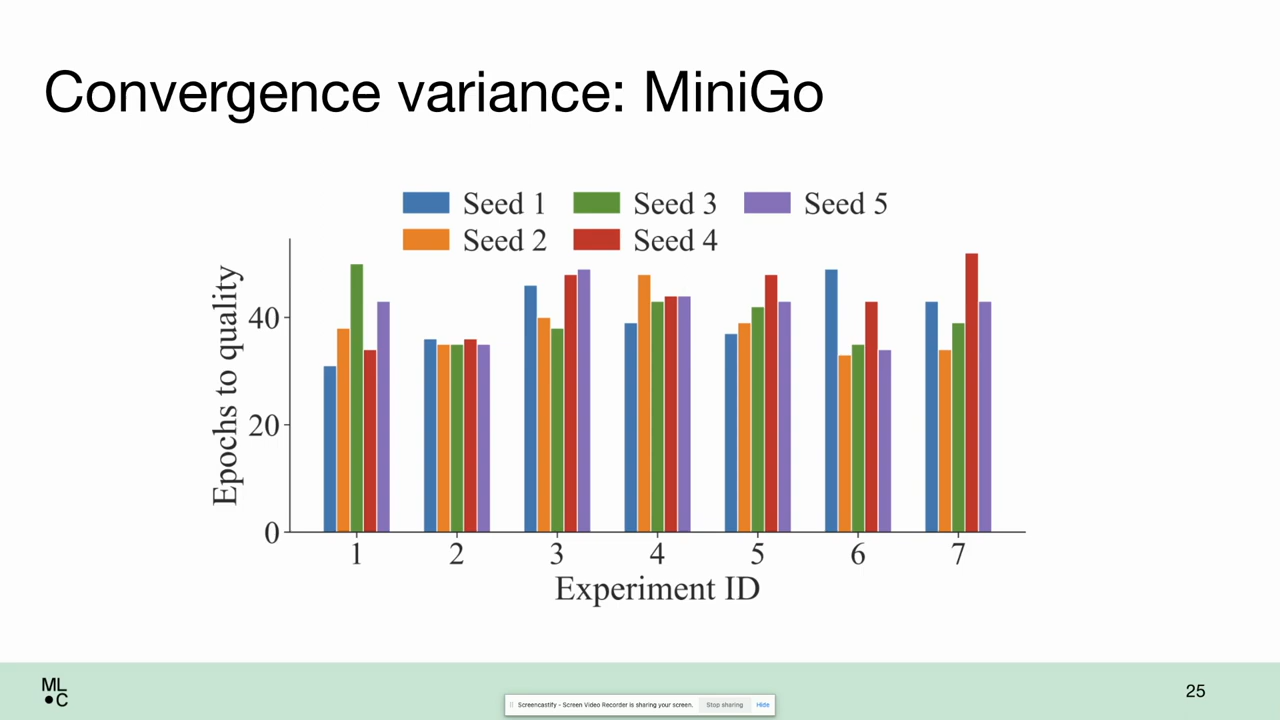 Convergence variance: MiniGo
Seed 1 Seed 3 Seed 5
Seed 2 Seed 4
Epochs to quality
40
20
0
1 2 3 4 5 6 7
Experiment ID
ML
C
25
Screencastify - Screen Video Recorder is sharing your screen. Stop sharing Hide